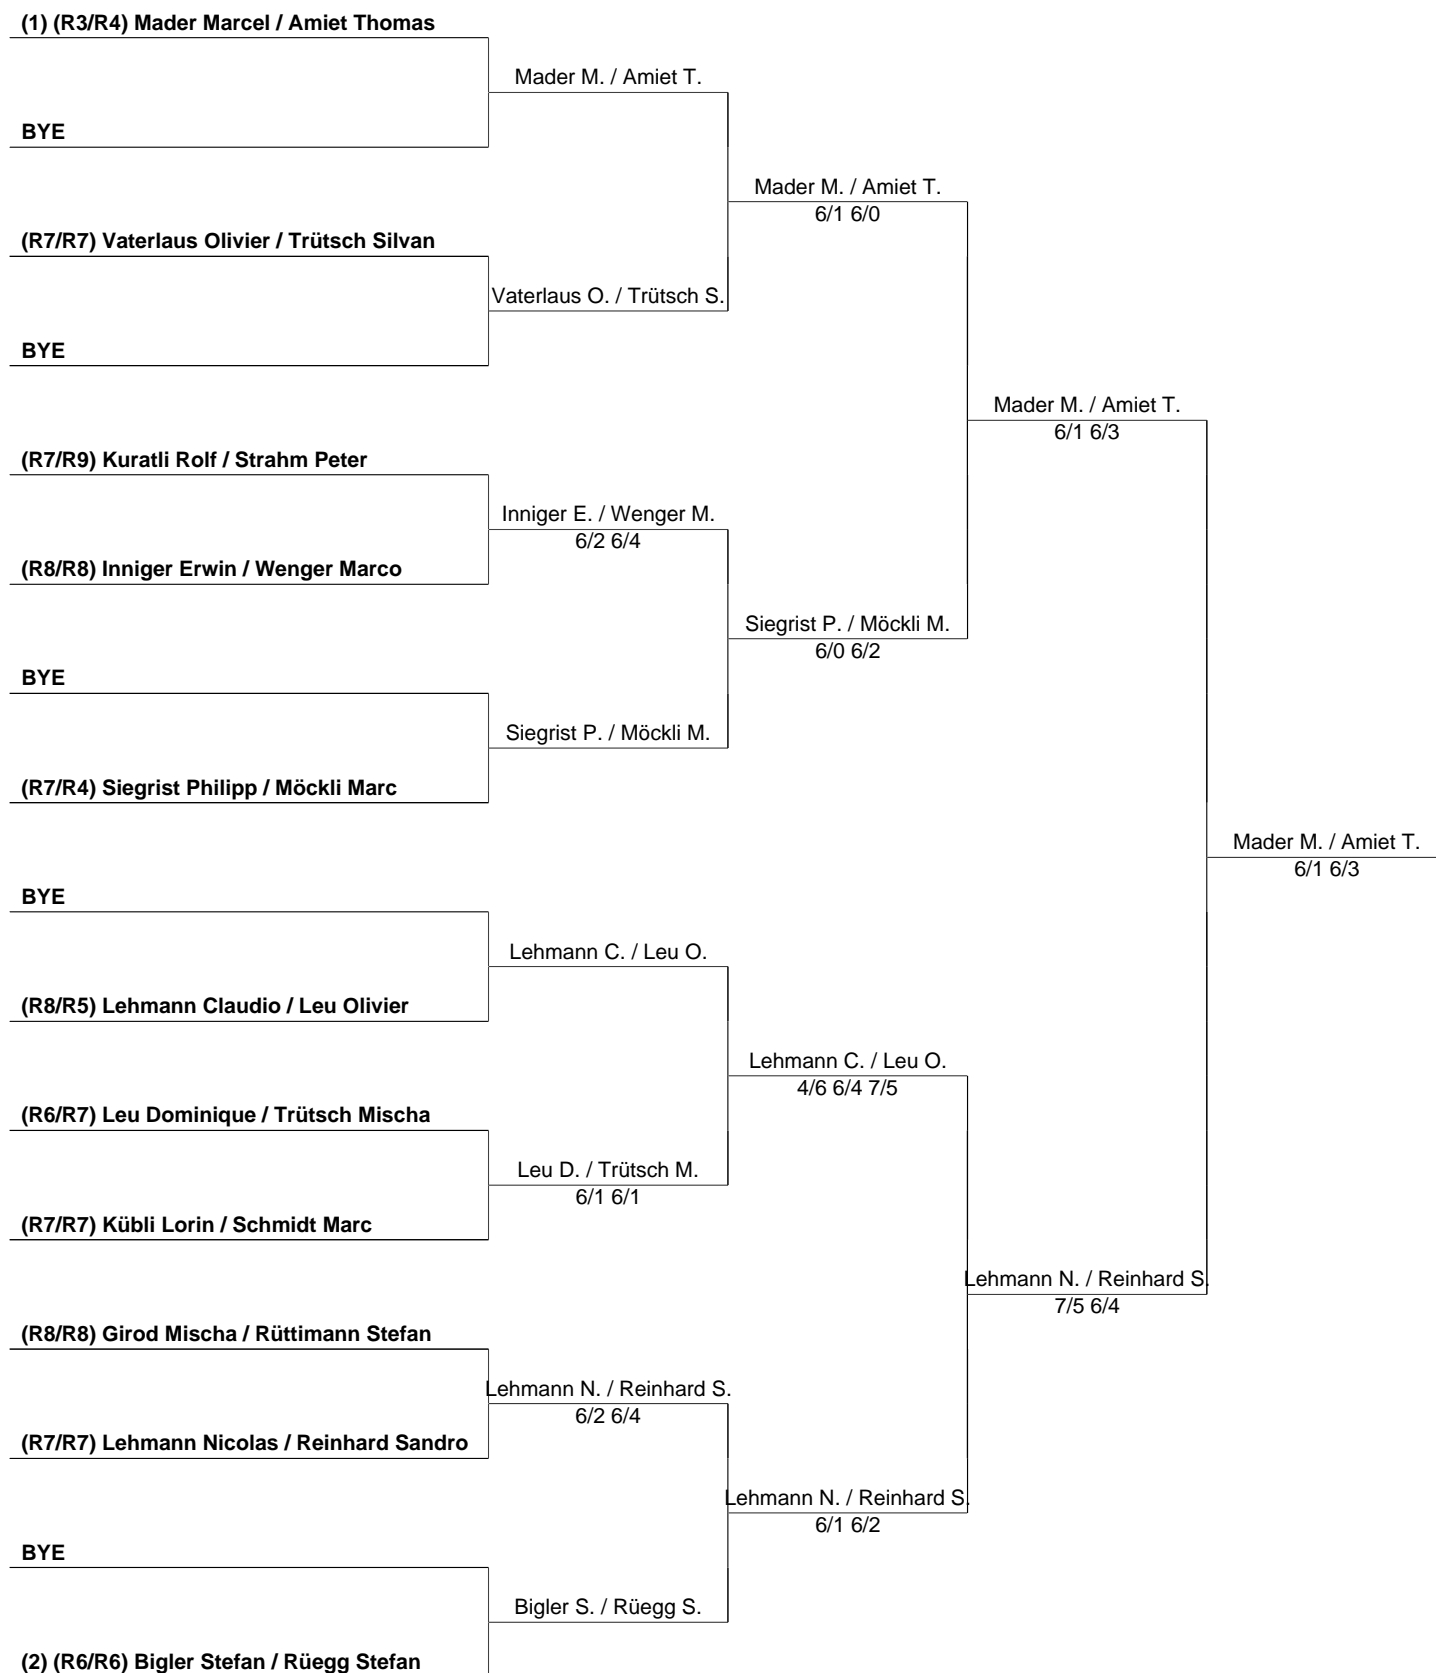 (1) (R3/R4) Mader Marcel / Amiet Thomas
Mader M. / Amiet T.
BYE
Mader M. / Amiet T.
6/1 6/0
(R7/R7) Vaterlaus Olivier / Trütsch Silvan
Vaterlaus O. / Trütsch S.
BYE
Mader M. / Amiet T.
6/1 6/3
(R7/R9) Kuratli Rolf / Strahm Peter
Inniger E. / Wenger M.
6/2 6/4
(R8/R8) Inniger Erwin / Wenger Marco
Siegrist P. / Möckli M.
6/0 6/2
BYE
Siegrist P. / Möckli M.
(R7/R4) Siegrist Philipp / Möckli Marc
Mader M. / Amiet T.
6/1 6/3
BYE
Lehmann C. / Leu O.
(R8/R5) Lehmann Claudio / Leu Olivier
Lehmann C. / Leu O.
4/6 6/4 7/5
(R6/R7) Leu Dominique / Trütsch Mischa
Leu D. / Trütsch M.
6/1 6/1
(R7/R7) Kübli Lorin / Schmidt Marc
Lehmann N. / Reinhard S.
7/5 6/4
(R8/R8) Girod Mischa / Rüttimann Stefan
Lehmann N. / Reinhard S.
6/2 6/4
(R7/R7) Lehmann Nicolas / Reinhard Sandro
Lehmann N. / Reinhard S.
6/1 6/2
BYE
Bigler S. / Rüegg S.
(2) (R6/R6) Bigler Stefan / Rüegg Stefan